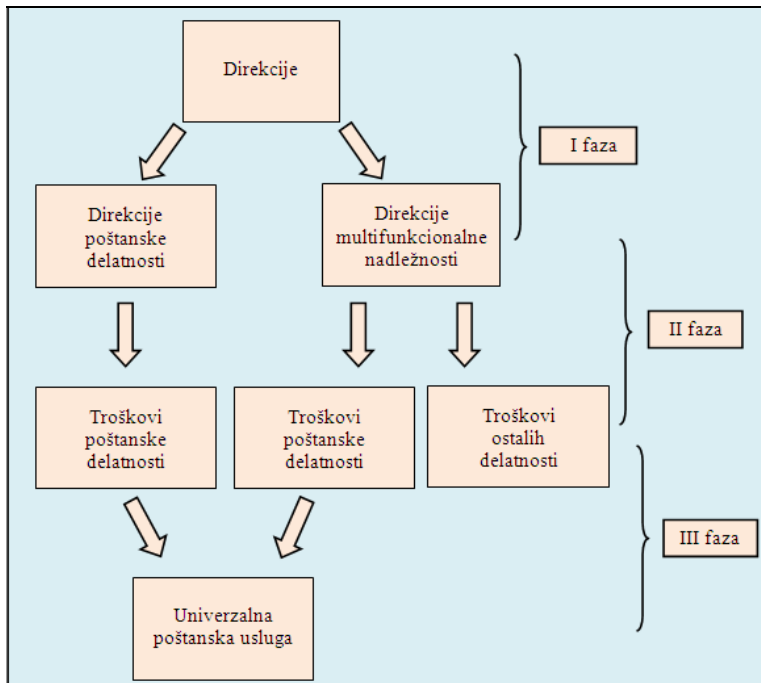 Direkcije
I faza
Direkcije
poštanske
delatnosti
Direkcije
multifunkcionalne
nadležnosti
II faza
Troškovi
poštanske
delatnosti
Troškovi
poštanske
delatnosti
Troškovi
ostalih
delatnosti
III faza
Univerzalna
poštanska usluga